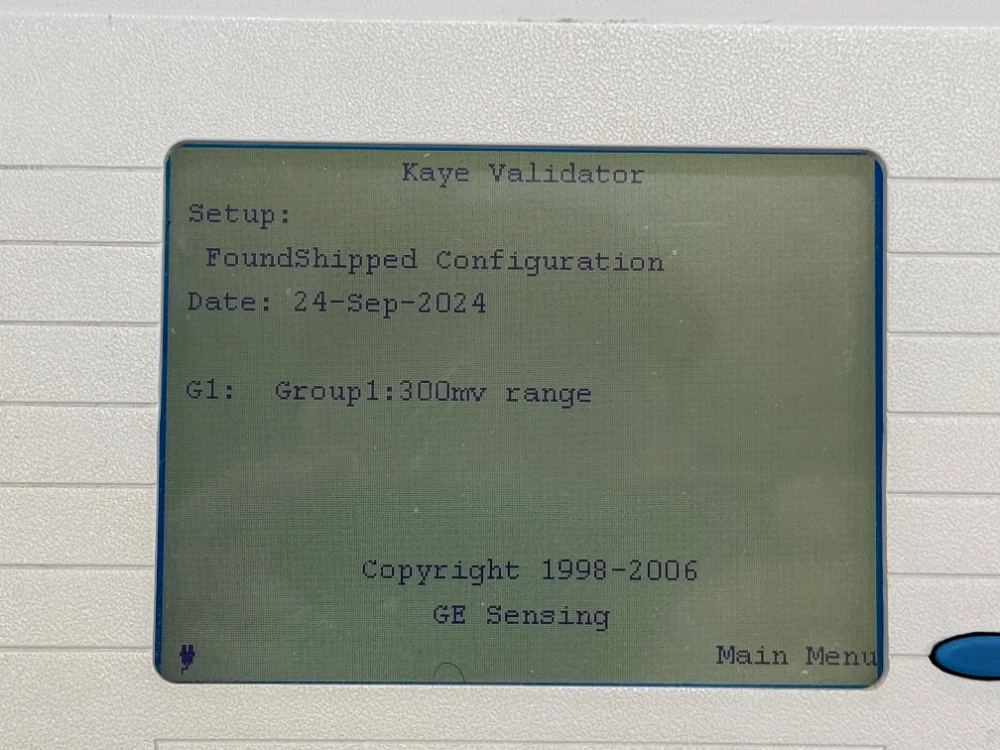 Kaye Validator
Setup:
FoundShipped Configuration
Date: 24-Sep-2024
G1: Group1:300mv range
Copyright 1998-2006
GE Sensing
Main Menu